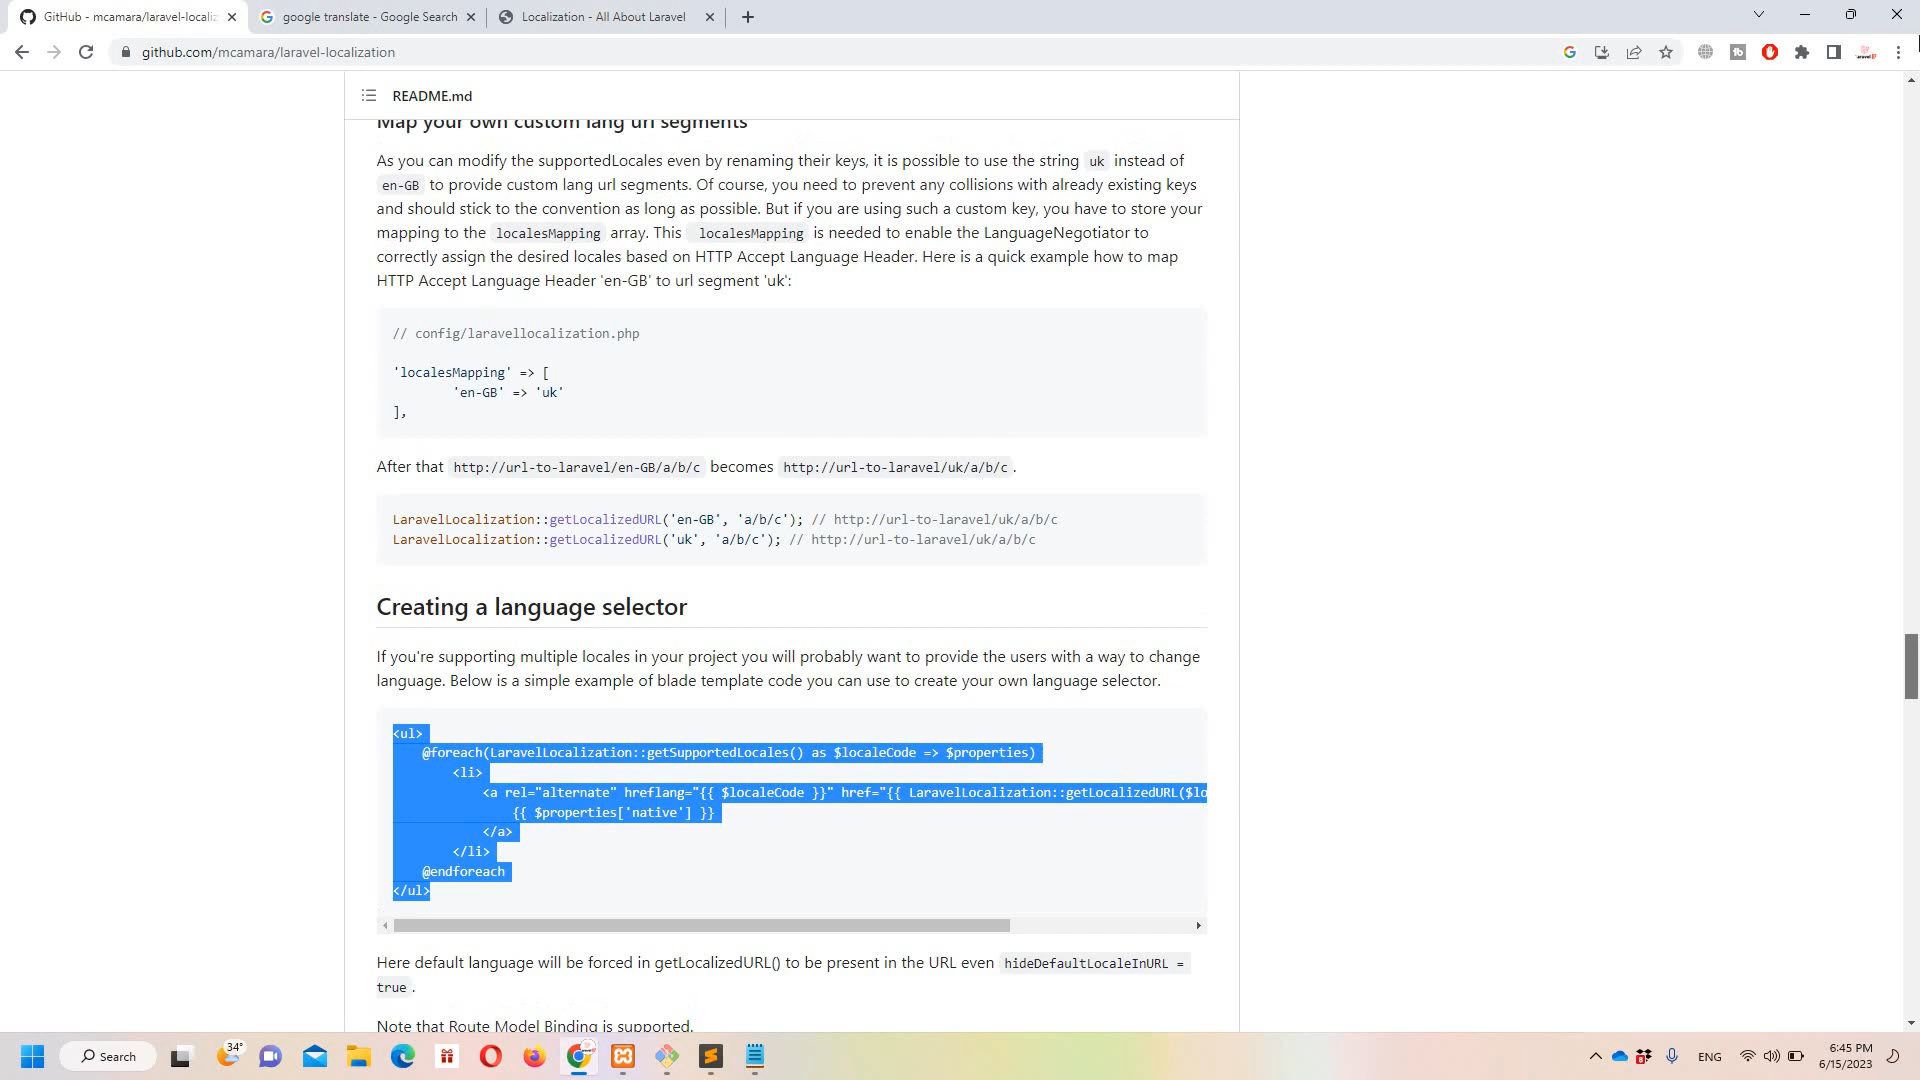 GitHub - mcamara/laravel-localiz
google translate - Google Search
Localization - All About Laravel
github.com/mcamara/laravel-localization
README.md
Map your own custom lang url segments
As you can modify the supportedLocales even by renaming their keys, it is possible to use the string uk instead of
en-GB to provide custom lang url segments. Of course, you need to prevent any collisions with already existing keys
and should stick to the convention as long as possible. But if you are using such a custom key, you have to store your
mapping to the localesMapping array. This localesMapping is needed to enable the LanguageNegotiator to
correctly assign the desired locales based on HTTP Accept Language Header. Here is a quick example how to map
HTTP Accept Language Header 'en-GB' to url segment 'uk':
// config/laravellocalization.php
'localesMapping' => [
'en-GB' => 'uk'
],
After that http://url-to-laravel/en-GB/a/b/c becomes http://url-to-laravel/uk/a/b/c.
LaravelLocalization::getLocalizedURL('en-GB', 'a/b/c'); // http://url-to-laravel/uk/a/b/c
LaravelLocalization::getLocalizedURL('uk', 'a/b/c'); // http://url-to-laravel/uk/a/b/c
Creating a language selector
If you're supporting multiple locales in your project you will probably want to provide the users with a way to change
language. Below is a simple example of blade template code you can use to create your own language selector.
<ul>
@foreach(LaravelLocalization::getSupportedLocales() as $localeCode => $properties)
<li>
<a rel="alternate" hreflang="{{ $localeCode }}" href="{{ LaravelLocalization::getLocalizedURL($lo
{{ $properties['native'] }}
</a>
</li>
@endforeach
</ul>
Here default language will be forced in getLocalizedURL() to be present in the URL even hideDefaultLocaleInURL =
true.
Note that Route Model Binding is supported.
Search
34°
ENG
6:45 PM
6/15/2023